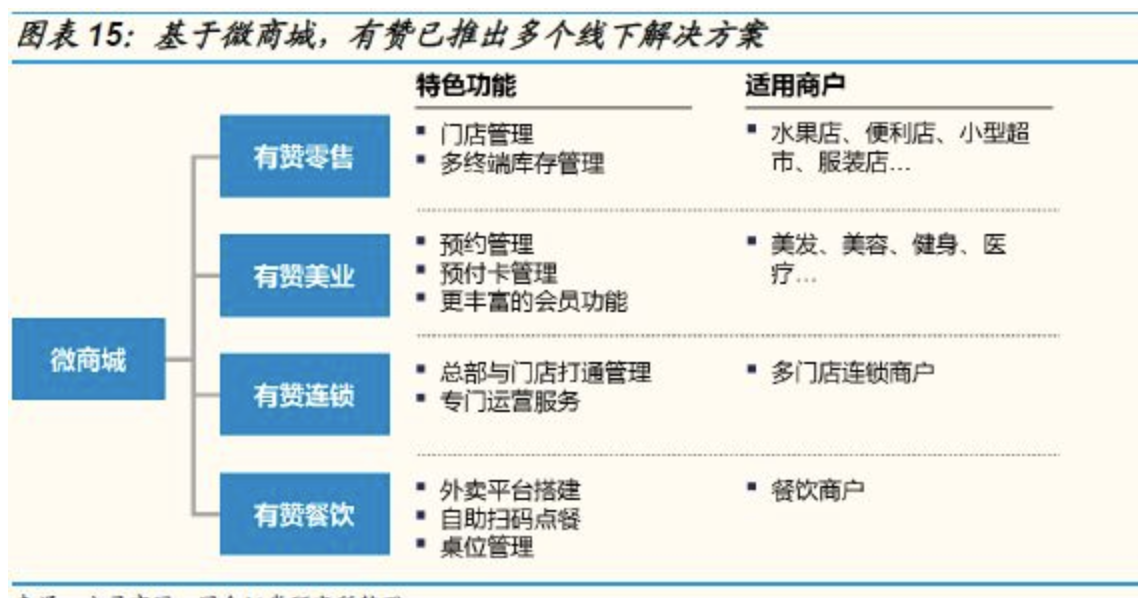 图表 15：基于微商城，有赞已推出多个线下解决方案
特色功能
适用商户
微商城
有赞零售
▪ 门店管理
▪ 多终端库存管理
▪ 水果店、便利店、小型超
市、服装店...
有赞美业
▪ 预约管理
▪ 预付卡管理
▪ 更丰富的会员功能
▪ 美发、美容、健身、医
疗...
有赞连锁
▪ 总部与门店打通管理
▪ 专门运营服务
▪ 多门店连锁商户
有赞餐饮
▪ 外卖平台搭建
▪ 自助扫码点餐
▪ 桌位管理
▪ 餐饮商户